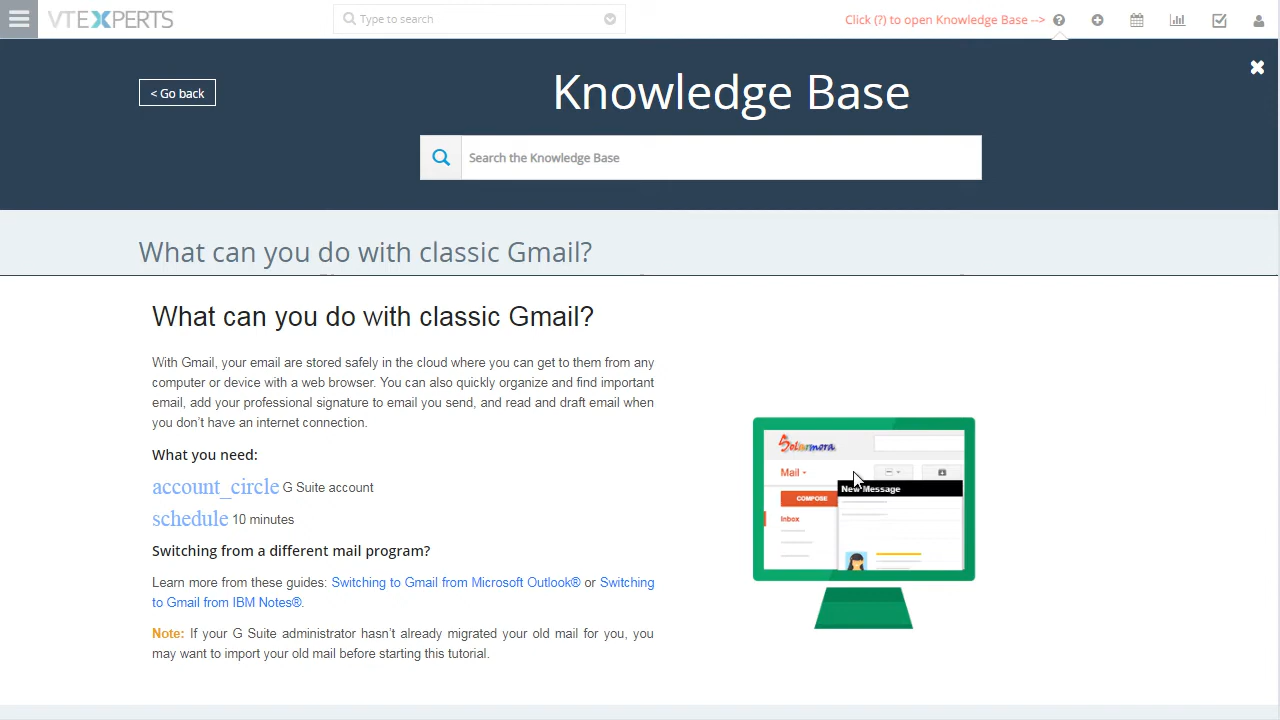 VTEXPERTS
Type to search
Click (?) to open Knowledge Base -->
< Go back
Knowledge Base
Search the Knowledge Base
What can you do with classic Gmail?
What can you do with classic Gmail?
With Gmail, your email are stored safely in the cloud where you can get to them from any
computer or device with a web browser. You can also quickly organize and find important
email, add your professional signature to email you send, and read and draft email when
you don't have an internet connection.
What you need:
account_circle G Suite account
schedule 10 minutes
Switching from a different mail program?
Learn more from these guides: Switching to Gmail from Microsoft Outlook® or Switching
to Gmail from IBM Notes®.
Note: If your G Suite administrator hasn't already migrated your old mail for you, you
may want to import your old mail before starting this tutorial.
Solarmora
Mail
New Message
COMPOSE
Inbox